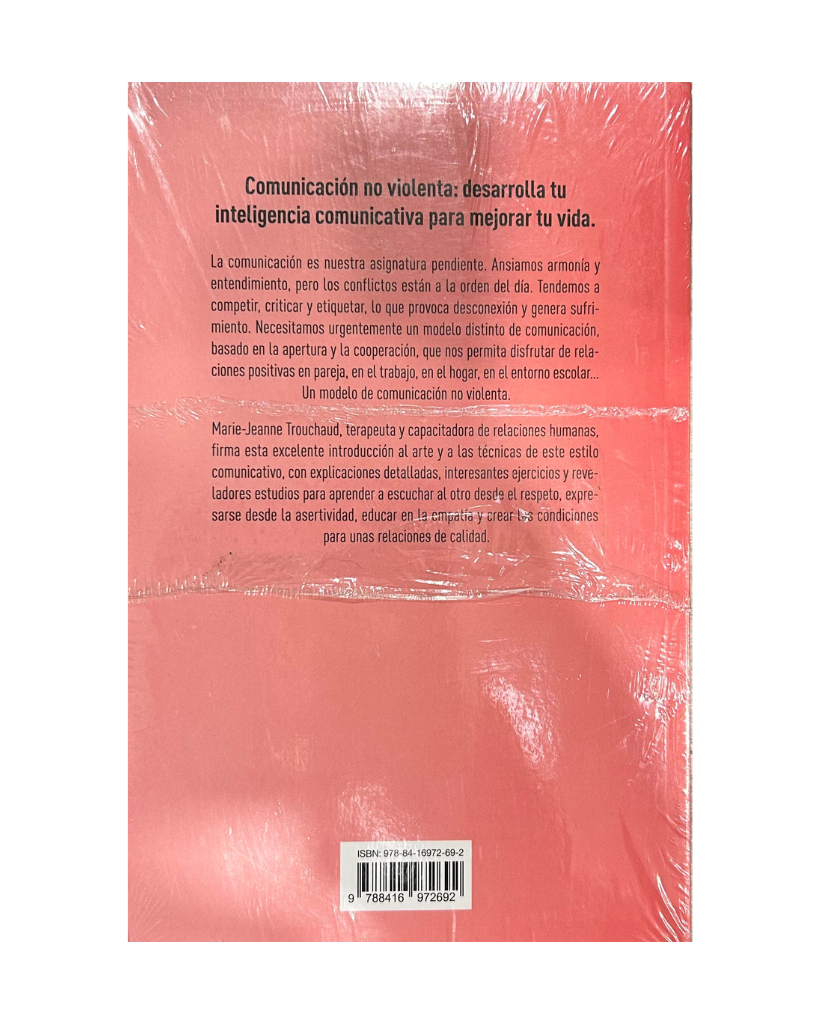 Comunicación no violenta: desarrolla tu
inteligencia comunicativa para mejorar tu vida.
La comunicación es nuestra asignatura pendiente. Ansiamos armonía y
entendimiento, pero los conflictos están a la orden del día. Tendemos a
competir, criticar y etiquetar, lo que provoca desconexión y genera sufri-
miento. Necesitamos urgentemente un modelo distinto de comunicación,
basado en la apertura y la cooperación, que nos permita disfrutar de rela-
ciones positivas en pareja, en el trabajo, en el hogar, en el entorno escolar...
Un modelo de comunicación no violenta.
Marie-Jeanne Trouchaud, terapeuta y capacitadora de relaciones humanas,
firma esta excelente introducción al arte y a las técnicas de este estilo
comunicativo, con explicaciones detalladas, interesantes ejercicios y reve-
ladores estudios para aprender a escuchar al otro desde el respeto, expre-
sarse desde la asertividad, educar en la empatía y crear las condiciones
para unas relaciones de calidad.
ISBN: 978-84-16972-69-2
9 788416 972692